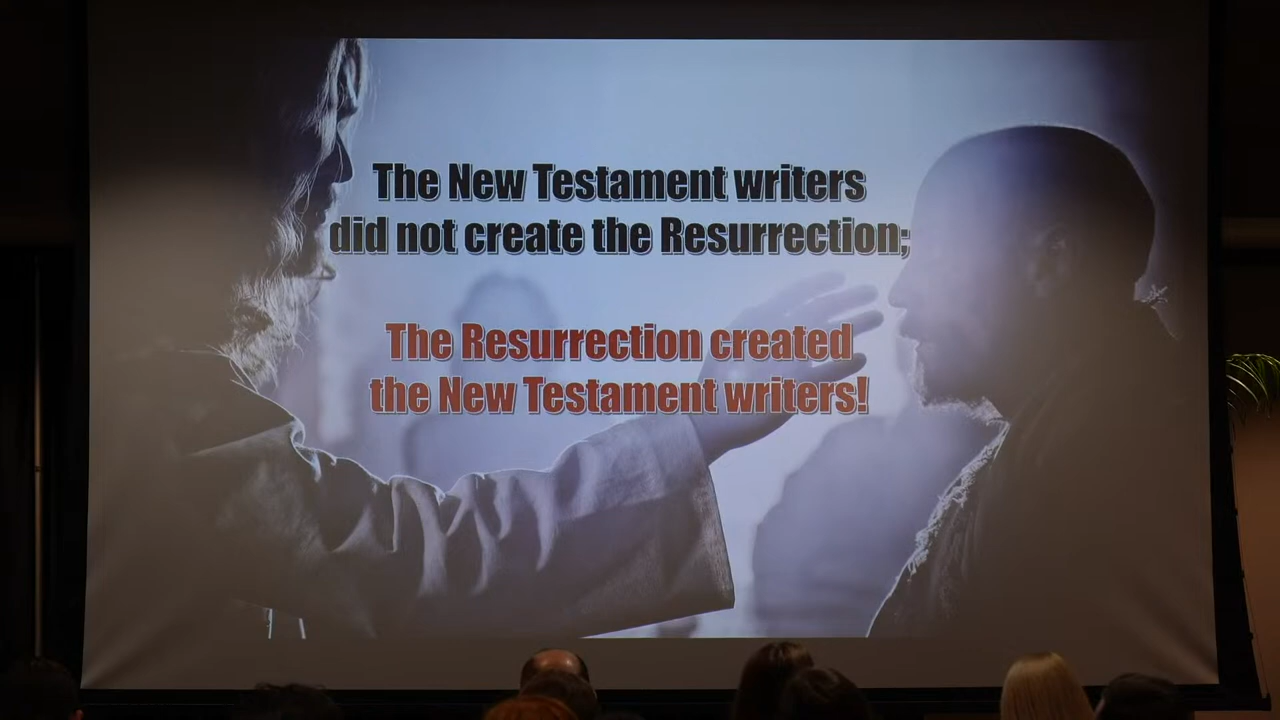 The New Testament writers
did not create the Resurrection;
The Resurrection created
the New Testament writers!